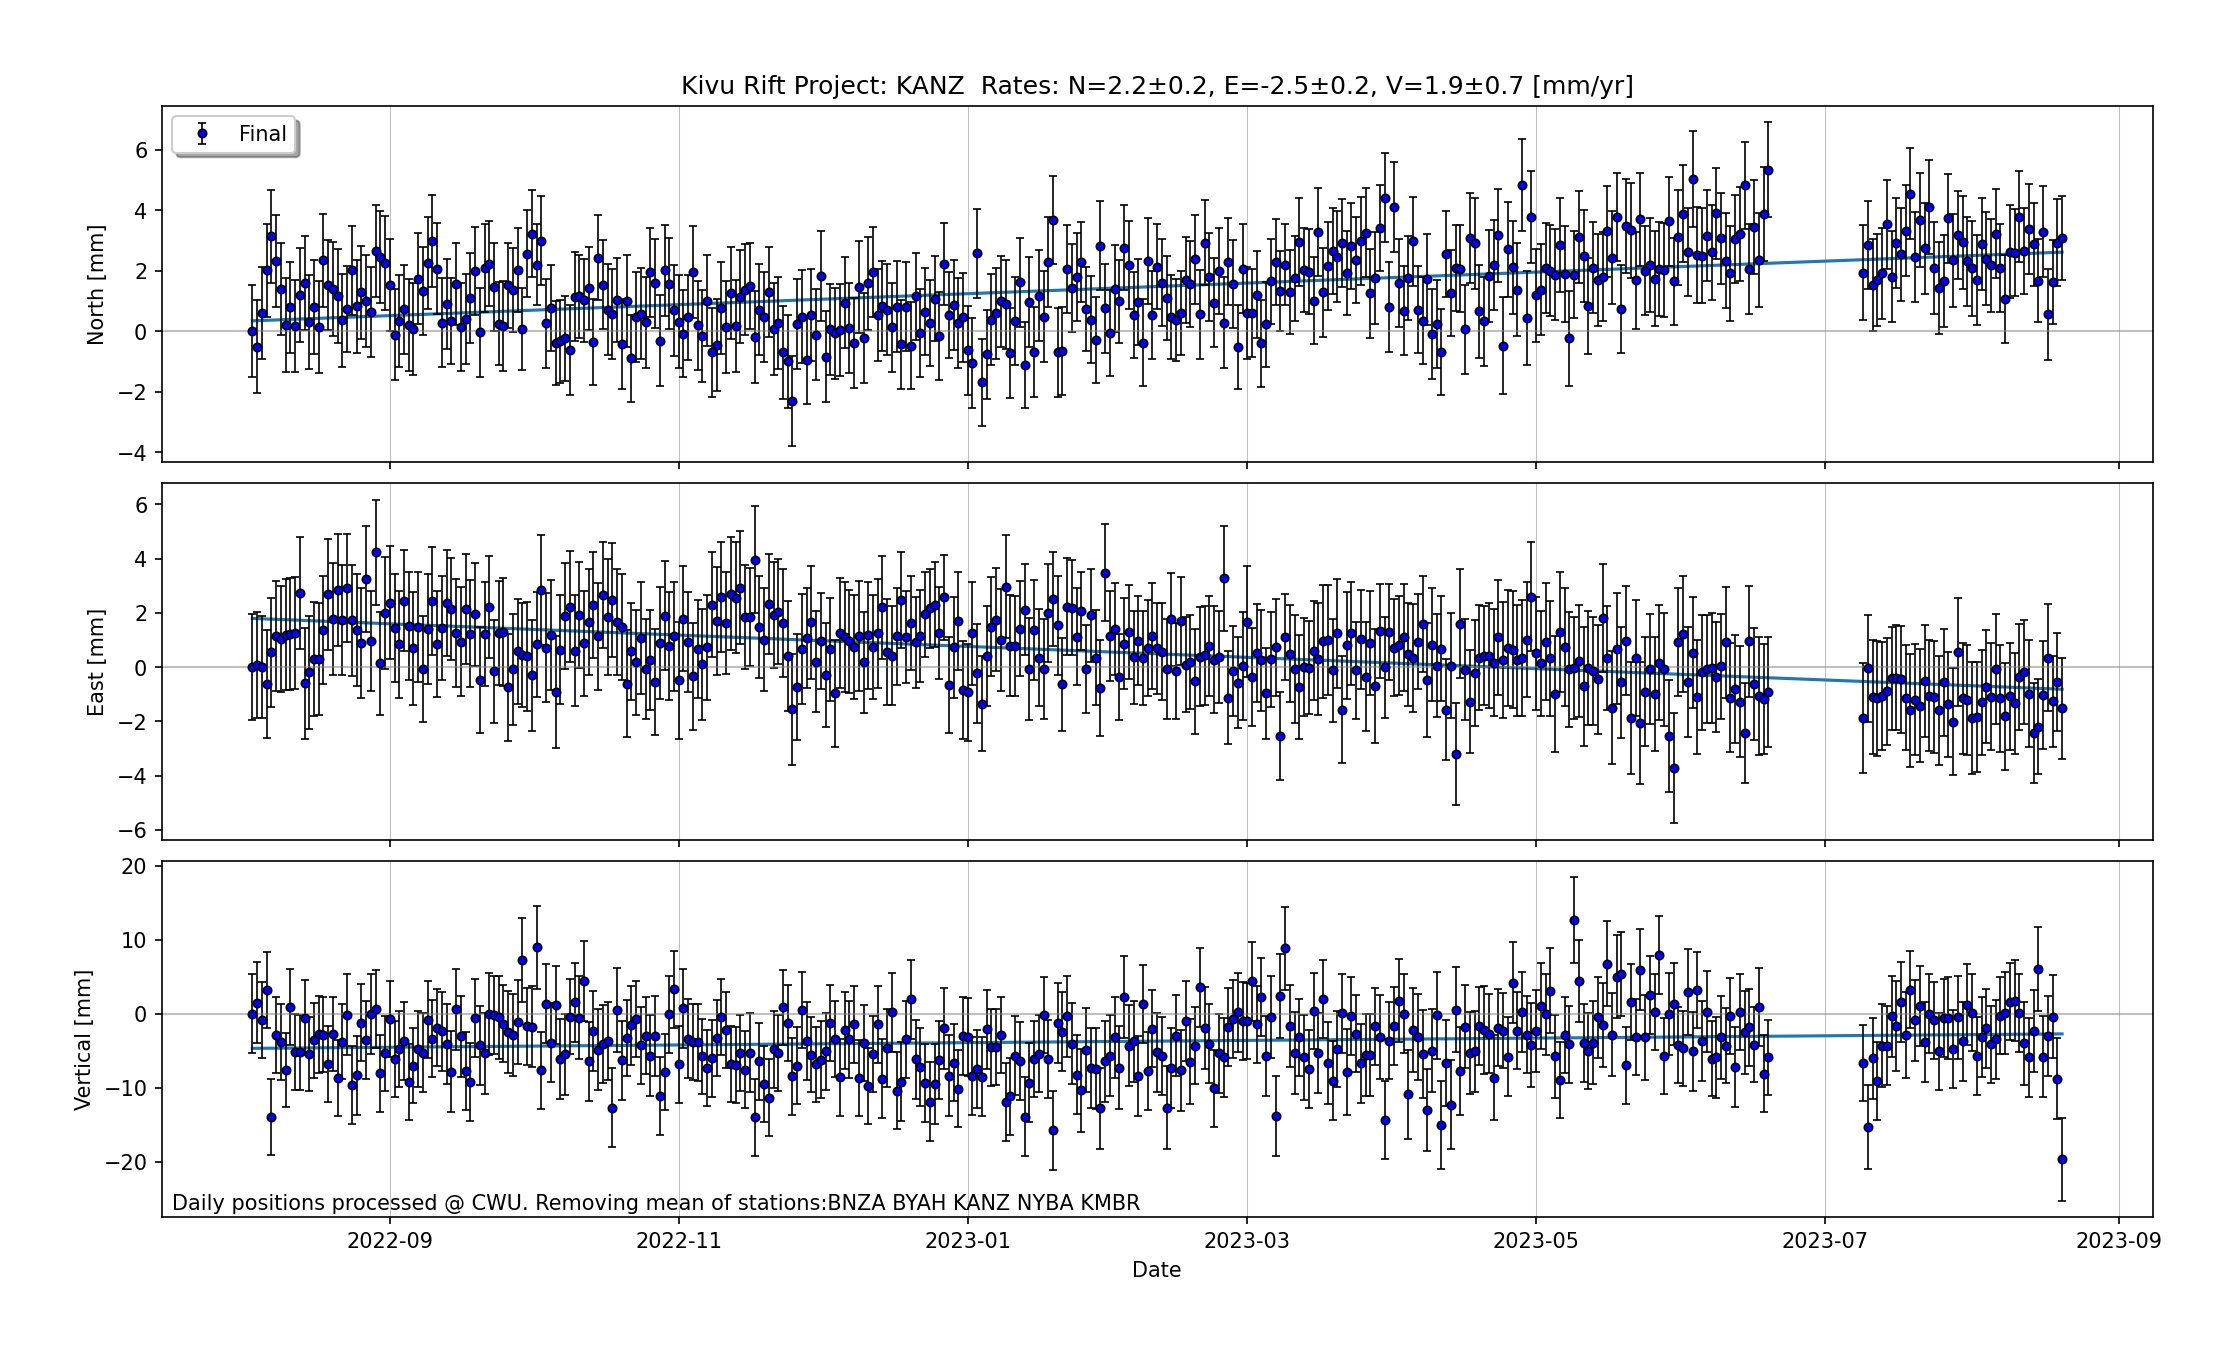 Kivu Rift Project: KANZ  Rates: N=2.2±0.2, E=-2.5±0.2, V=1.9±0.7 [mm/yr]
Final
North [mm]
6
4
2
0
−2
−4
East [mm]
6
4
2
0
−2
−4
−6
Vertical [mm]
20
10
0
−10
−20
Daily positions processed @ CWU. Removing mean of stations:BNZA BYAH KANZ NYBA KMBR
2022-09 2022-11 2023-01 2023-03 2023-05 2023-07 2023-09
Date